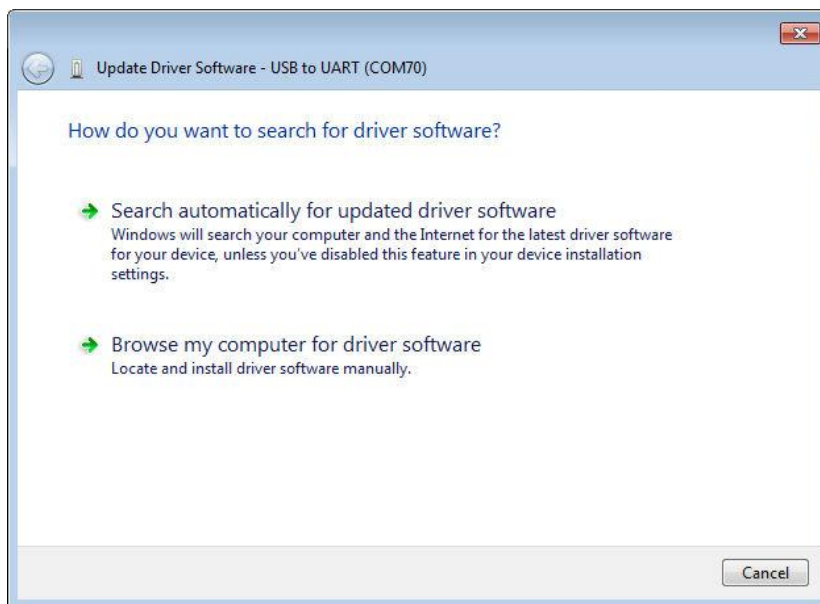 Update Driver Software - USB to UART (COM70)
How do you want to search for driver software?
Search automatically for updated driver software
Windows will search your computer and the Internet for the latest driver software
for your device, unless you've disabled this feature in your device installation
settings.
Browse my computer for driver software
Locate and install driver software manually.
Cancel